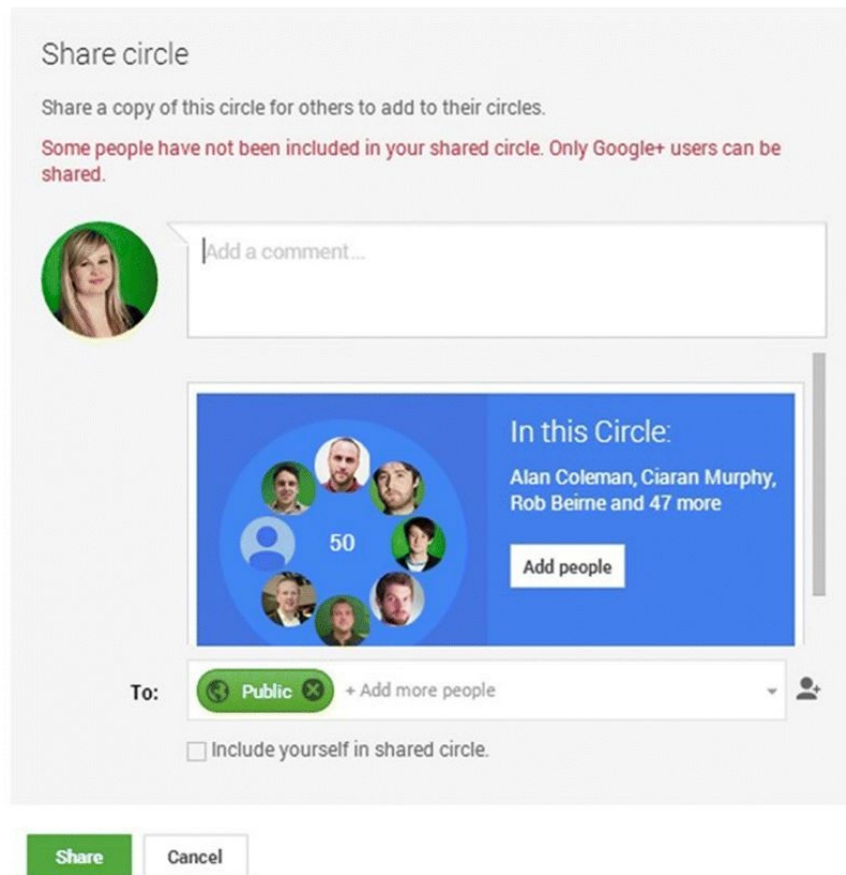 Share circle
Share a copy of this circle for others to add to their circles.
Some people have not been included in your shared circle. Only Google+ users can be
shared.
Add a comment...
In this Circle:
Alan Coleman, Ciaran Murphy,
Rob Beirne and 47 more
50
Add people
To: Public + Add more people
Include yourself in shared circle.
Share Cancel